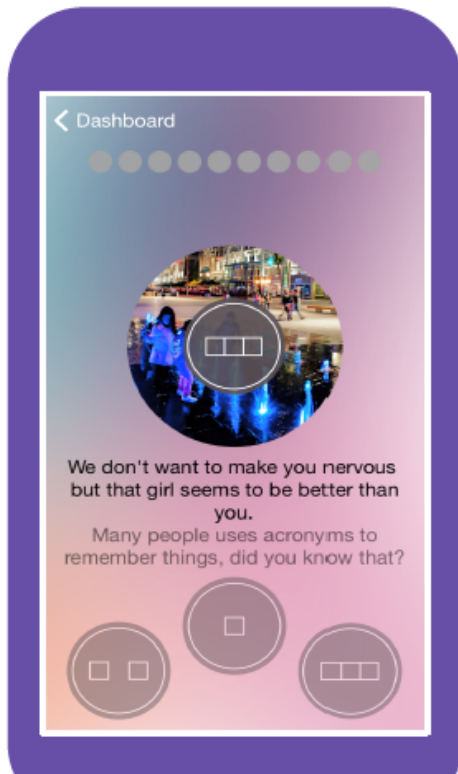 Dashboard
We don't want to make you nervous
but that girl seems to be better than
you.
Many people uses acronyms to
remember things, did you know that?